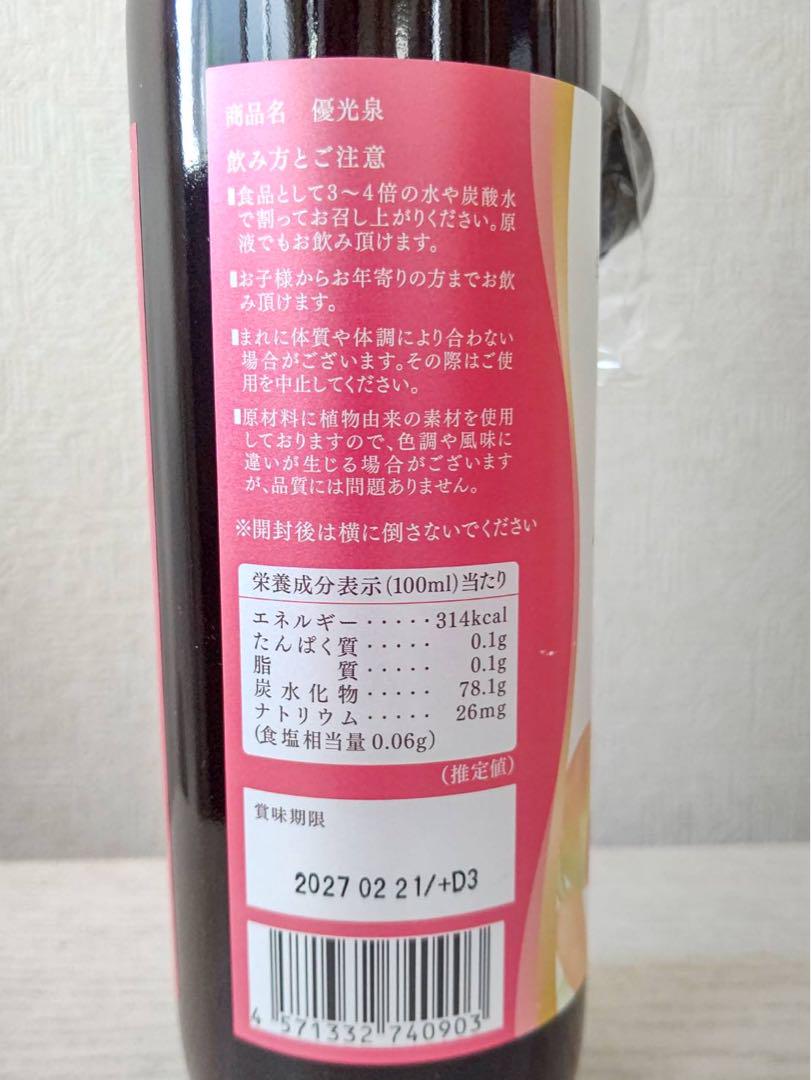 商品名　優光泉
飲み方とご注意
▮食品として3〜4倍の水や炭酸水
で割ってお召し上がりください。原
液でもお飲み頂けます。
▮お子様からお年寄りの方までお飲
み頂けます。
▮まれに体質や体調により合わない
場合がございます。その際はご使
用を中止してください。
▮原材料に植物由来の素材を使用
しておりますので、色調や風味に
違いが生じる場合がございます
が、品質には問題ありません。
※開封後は横に倒さないでください
栄養成分表示(100ml)当たり
エネルギー・・・・・314kcal
たんぱく質・・・・・0.1g
脂質・・・・・0.1g
炭水化物・・・・・78.1g
ナトリウム・・・・・26mg
(食塩相当量 0.06g)
(推定値)
賞味期限
2027 02 21/+D3
4 571332 740903